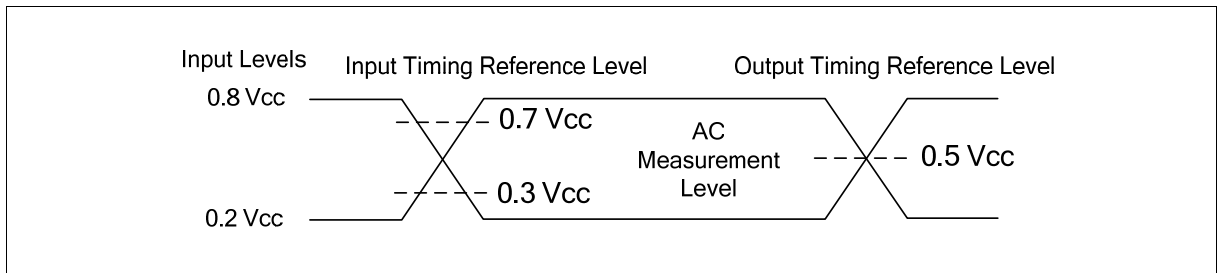 Input Levels
Input Timing Reference Level
Output Timing Reference Level
0.8 Vcc
0.7 Vcc
AC
Measurement
Level
0.5 Vcc
0.3 Vcc
0.2 Vcc